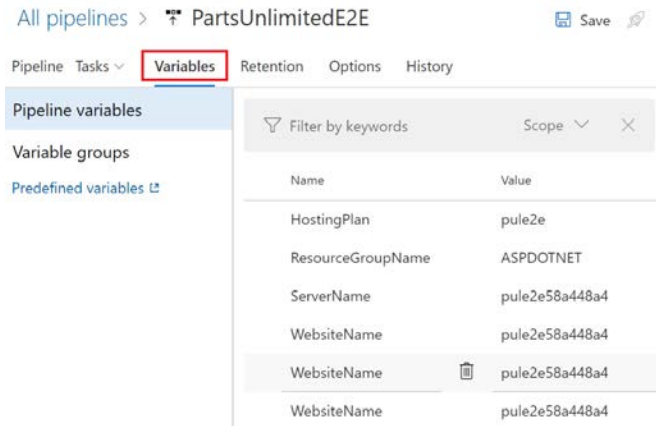 All pipelines > PartsUnlimitedE2E Save
Pipeline Tasks Variables Retention Options History
Pipeline variables
Variable groups
Predefined variables
Filter by keywords Scope
Name Value
HostingPlan pule2e
ResourceGroupName ASPDOTNET
ServerName pule2e58a448a4
WebsiteName pule2e58a448a4
WebsiteName pule2e58a448a4
WebsiteName pule2e58a448a4